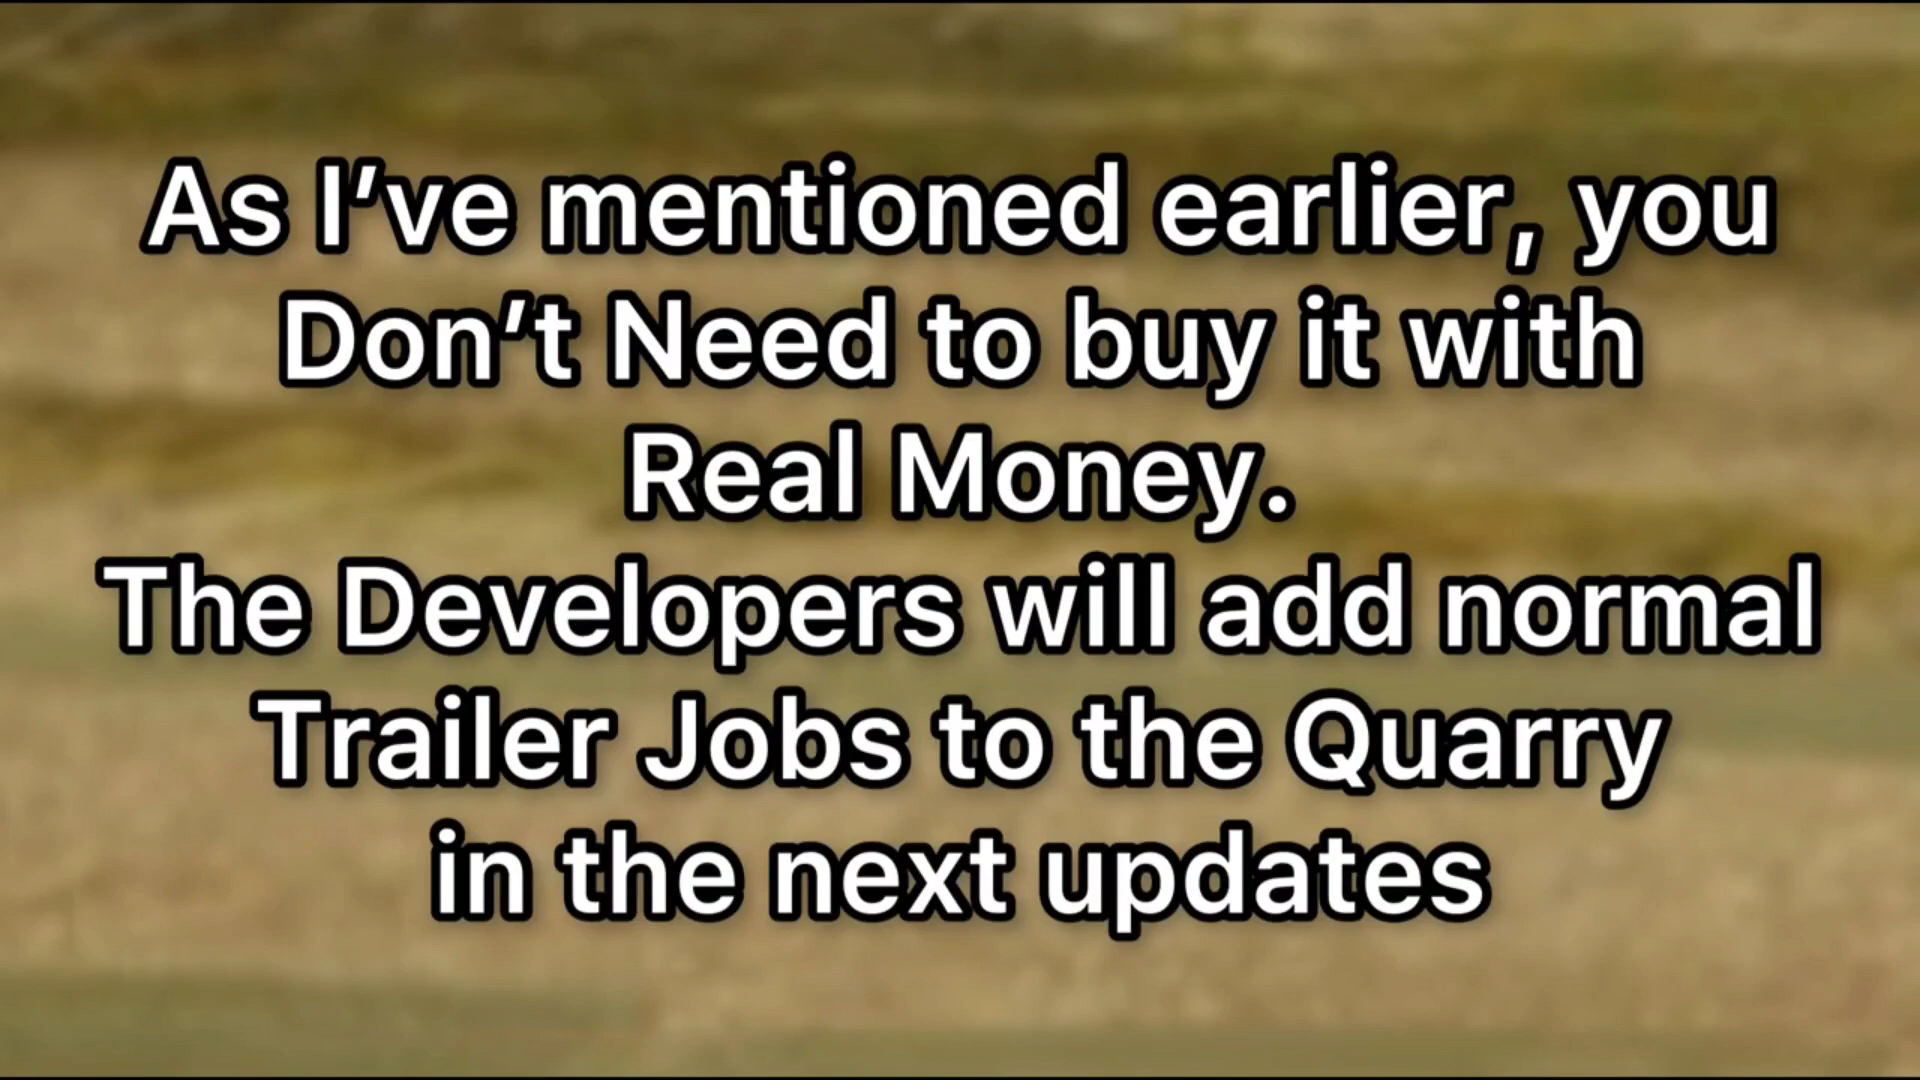 As I’ve mentioned earlier, you
Don’t Need to buy it with
Real Money.
The Developers will add normal
Trailer Jobs to the Quarry
in the next updates